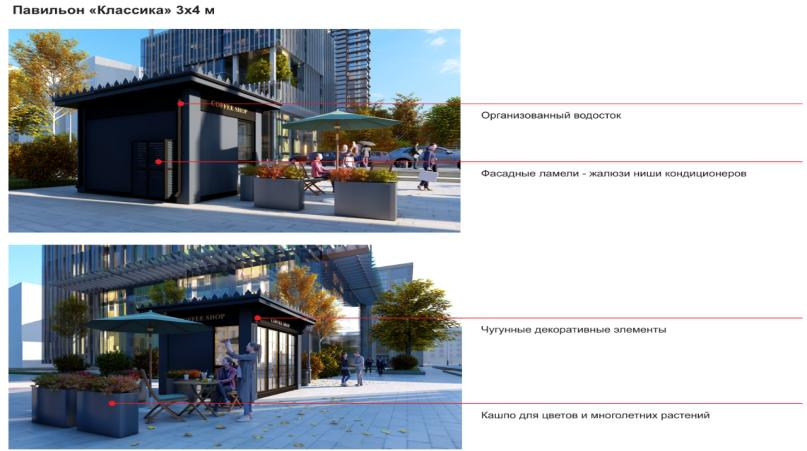 Павильон «Классика» 3х4 м
COFFEE SHOP
Организованный водосток
Фасадные ламели - жалюзи ниши кондиционеров
COFFEE SHOP
COFFEE SHOP
Чугунные декоративные элементы
Кашпо для цветов и многолетних растений